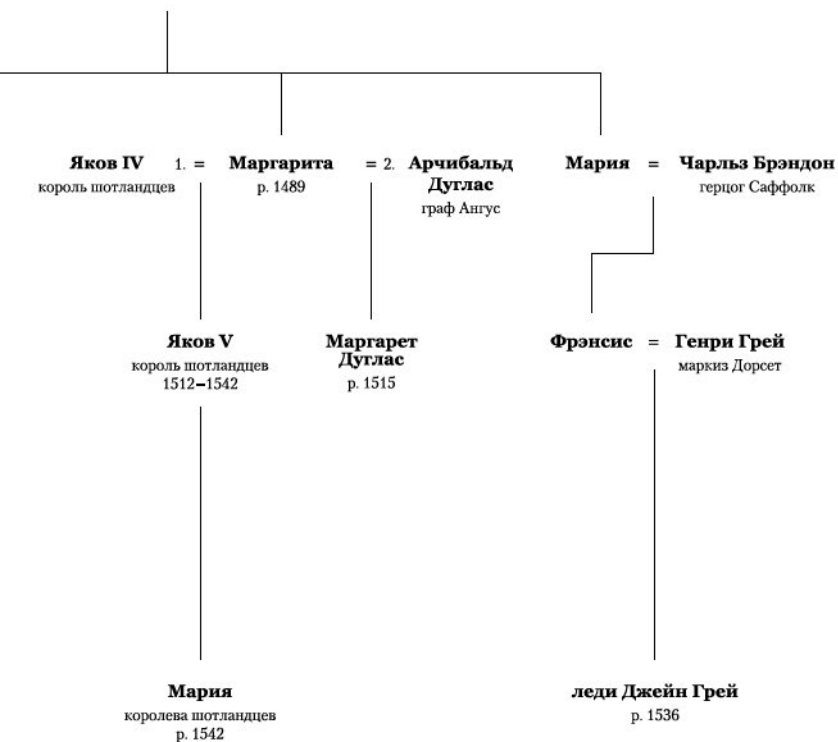 Яков IV 1. = Маргарита = 2. Арчибальд Дуглас Мария = Чарльз Брэндон
король шотландцев р. 1489 граф Ангус герцог Саффолк
Яков V Маргарет Дуглас Фрэнсис = Генри Грей
король шотландцев р. 1515 маркиз Дорсет
1512–1542
Мария леди Джейн Грей
королева шотландцев р. 1536
р. 1542